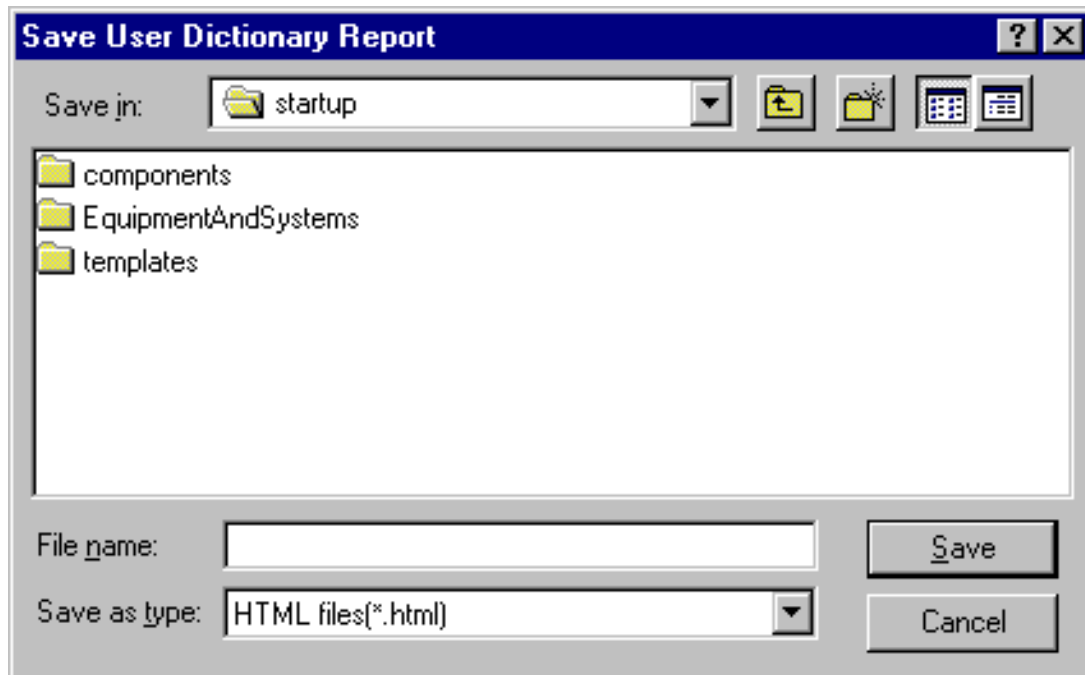 Save User Dictionary Report
Save in: startup
components
EquipmentAndSystems
templates
File name: Save
Save as type: HTML files(*.html) Cancel